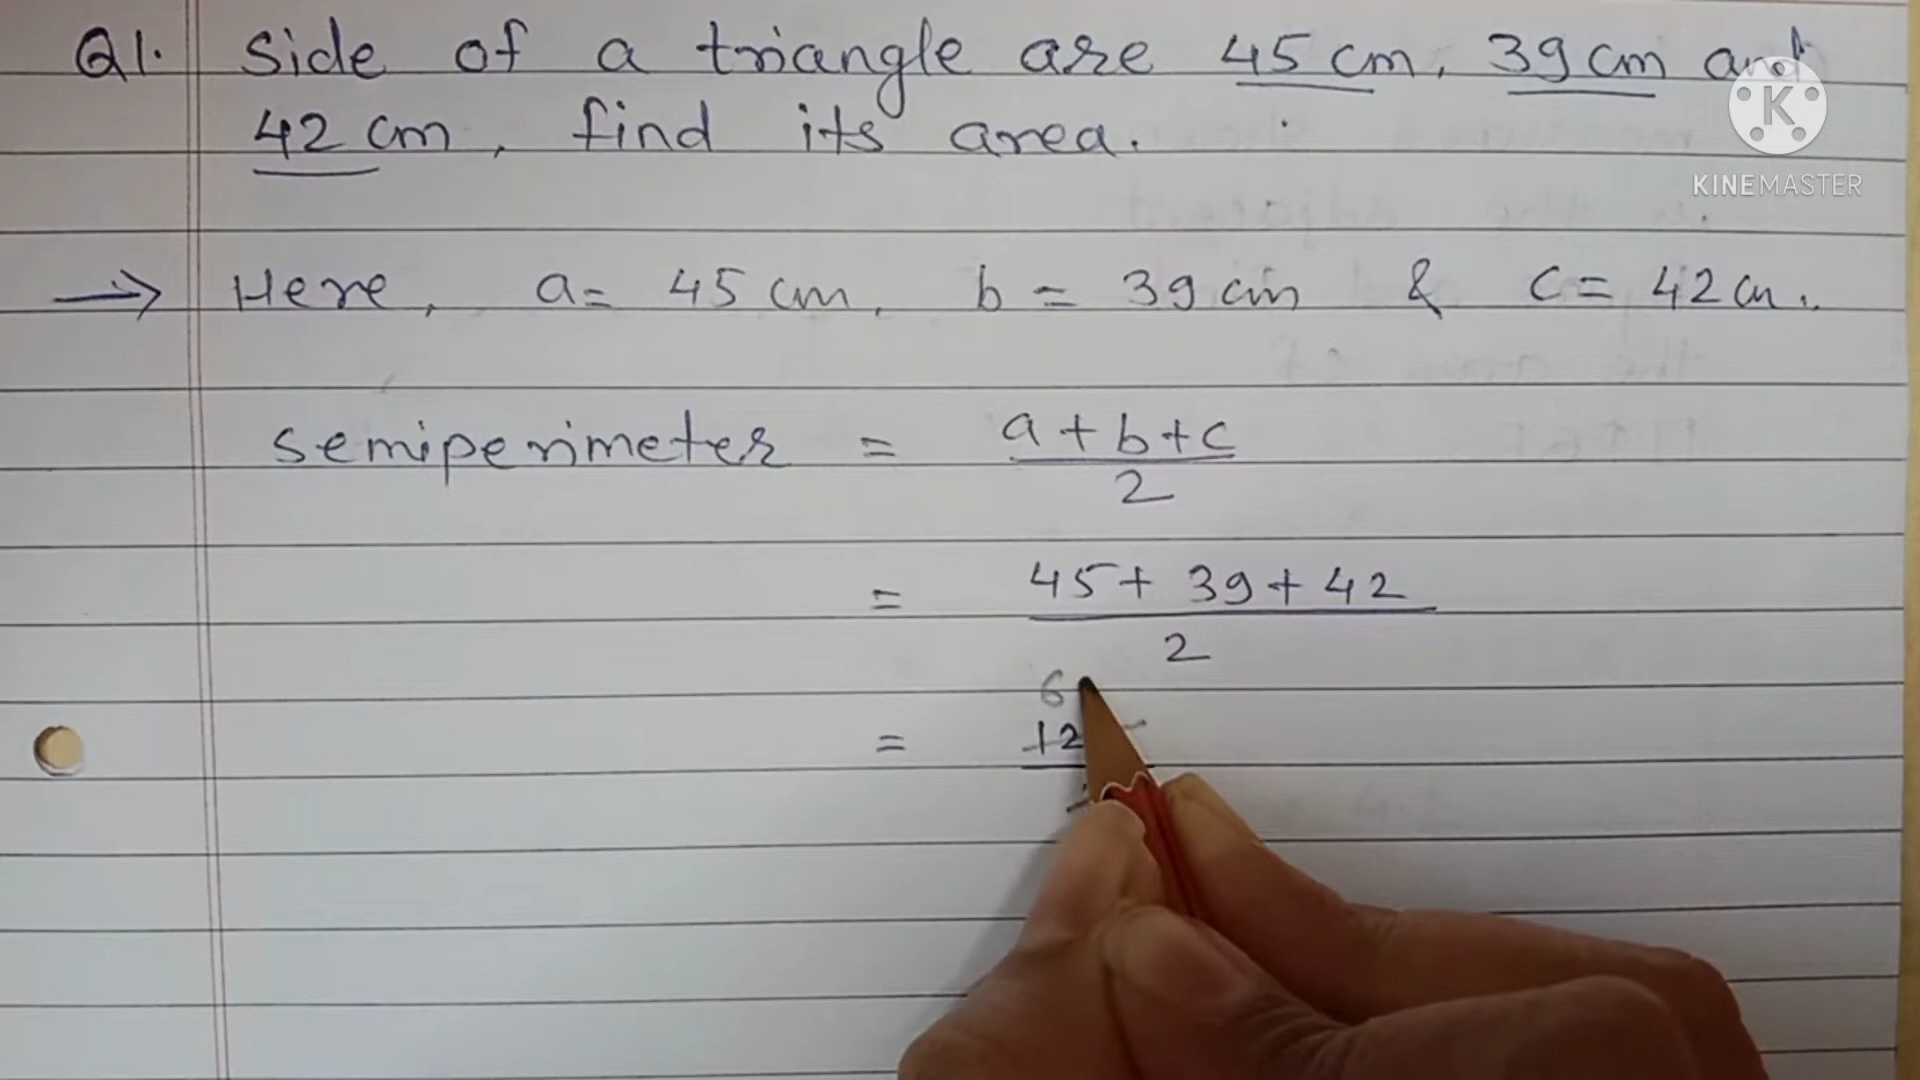 Q1. Side of a triangle are 45 cm, 39 cm and
42 cm, find its area.
KINEMASTER
→ Here, a = 45 cm, b = 39 cm & c = 42 cm.
semiperimeter = a + b + c
2
= 45 + 39 + 42
2
6
= 12